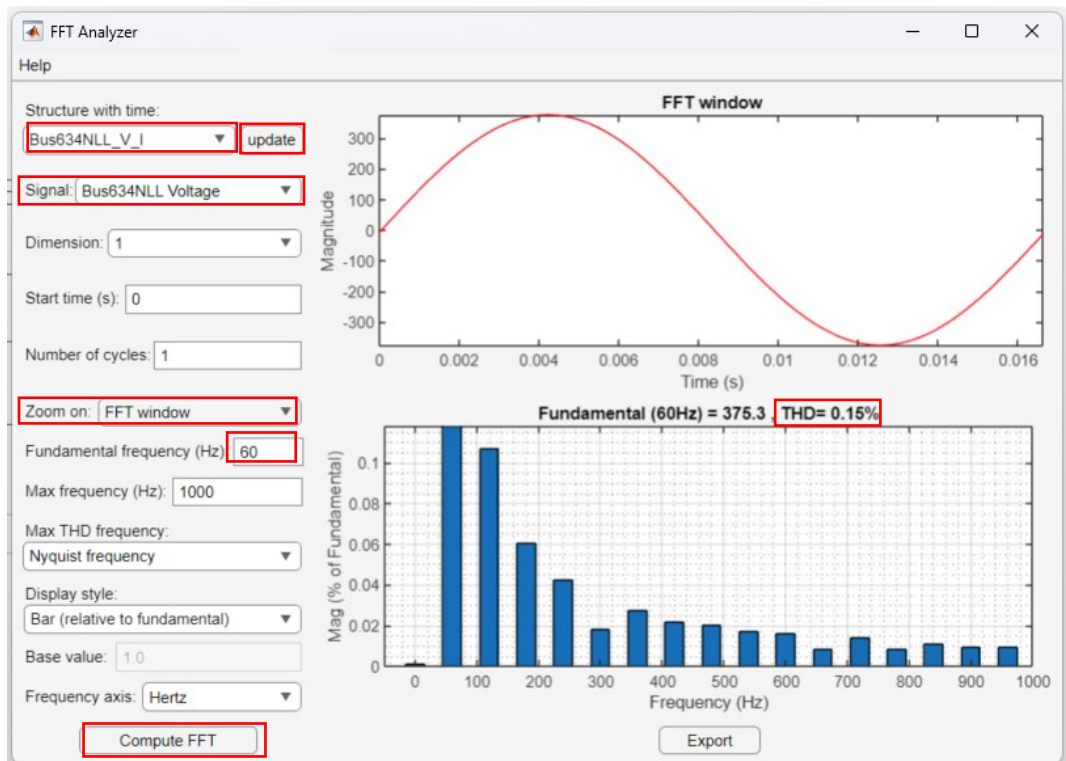 FFT Analyzer
Help
Structure with time:
Bus634NLL_V_I
update
Signal: Bus634NLL Voltage
Dimension: 1
Start time (s): 0
Number of cycles: 1
Zoom on: FFT window
Fundamental frequency (Hz) 60
Max frequency (Hz): 1000
Max THD frequency:
Nyquist frequency
Display style:
Bar (relative to fundamental)
Base value: 1.0
Frequency axis: Hertz
Compute FFT
FFT window
Magnitude
300
200
100
0
-100
-200
-300
0 0.002 0.004 0.006 0.008 0.01 0.012 0.014 0.016
Time (s)
Fundamental (60Hz) = 375.3 , THD= 0.15%
Mag (% of Fundamental)
0.1
0.08
0.06
0.04
0.02
0
0 100 200 300 400 500 600 700 800 900 1000
Frequency (Hz)
Export